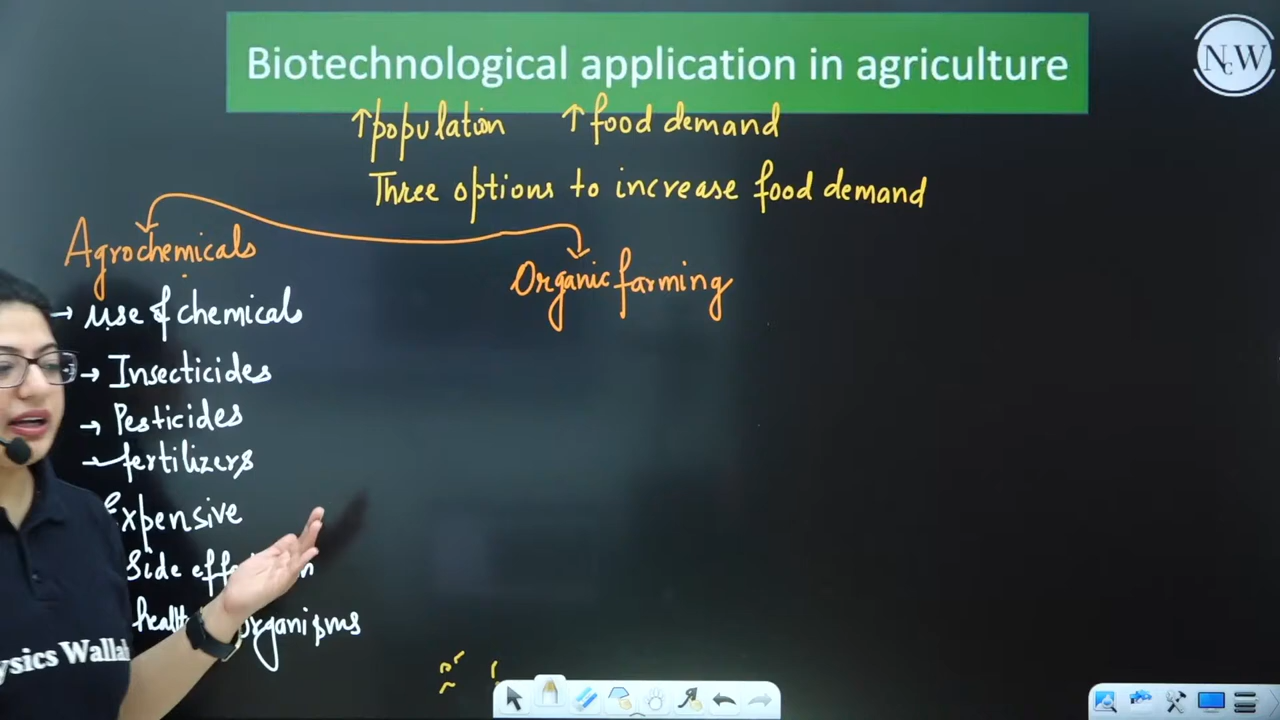 Biotechnological application in agriculture
NCW
↑population ↑food demand
Three options to increase food demand
Agrochemicals
Organic farming
→ use of chemicals
→ Insecticides
→ Pesticides
→ fertilizers
Expensive
Side
organisms